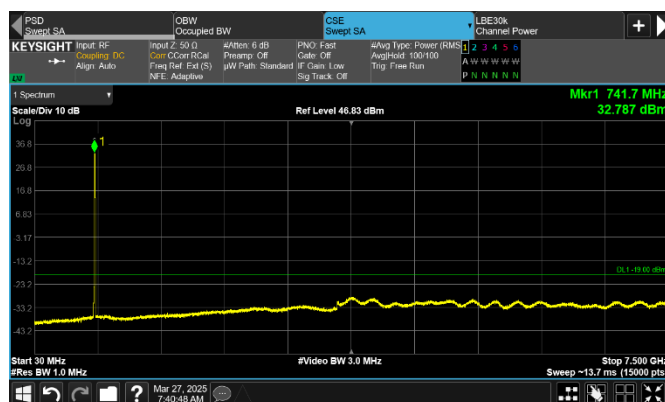 PSD
Swept SA
OBW
Occupied BW
CSE
Swept SA
LBE30k
Channel Power
KEYSIGHT
Input: RF
Coupling: DC
Align: Auto
Input Z: 50 Ω
Corr CCorr RCal
Freq Ref: Ext (S)
NFE: Adaptive
#Atten: 6 dB
Preamp: Off
µW Path: Standard
PNO: Fast
Gate: Off
IF Gain: Low
Sig Track: Off
#Avg Type: Power (RMS
Avg|Hold: 100/100
Trig: Free Run
1 2 3 4 5 6
A W W W W W
P N N N N N
1 Spectrum
Scale/Div 10 dB
Ref Level 46.83 dBm
Mkr1 741.7 MHz
32.787 dBm
Log
36.8
26.8
16.8
6.83
-3.17
-13.2
-23.2
-33.2
-43.2
1
DL1 -19.00 dBm
Start 30 MHz
#Res BW 1.0 MHz
#Video BW 3.0 MHz
Stop 7.500 GHz
Sweep ~13.7 ms (15000 pts
Mar 27, 2025
7:40:48 AM